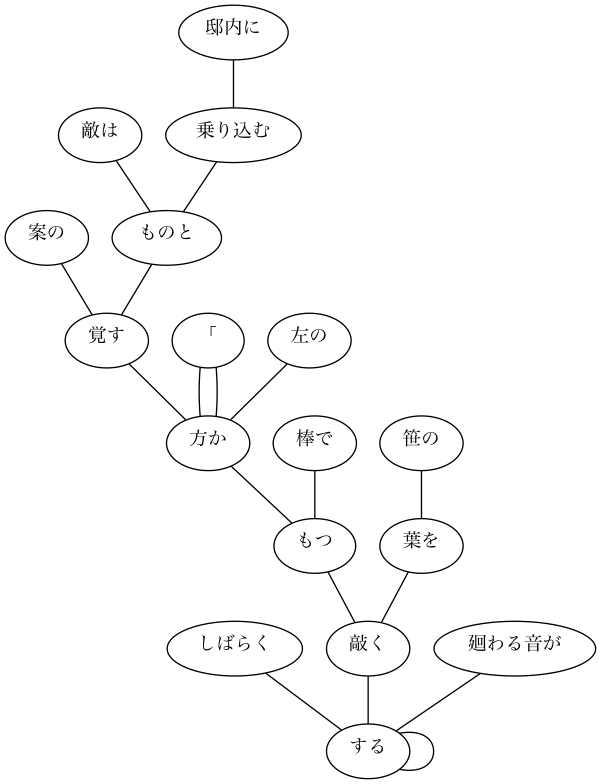 邸内に
敵は
乗り込む
案の
ものと
覚す
「
左の
方か
棒で
笹の
もつ
葉を
しばらく
敲く
廻わる音が
する